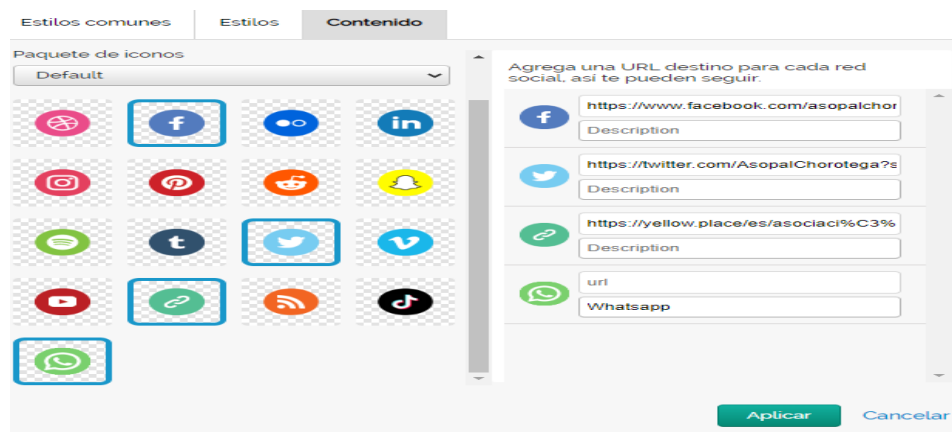 Estilos comunes
Estilos
Contenido
Paquete de iconos
Default
Agrega una URL destino para cada red
social, así te pueden seguir.
https://www.facebook.com/asopalchor
Description
https://twitter.com/AsopalChorotega?s
Description
https://yellow.place/es/asociaci%C3%
Description
url
Whatsapp
Aplicar
Cancelar